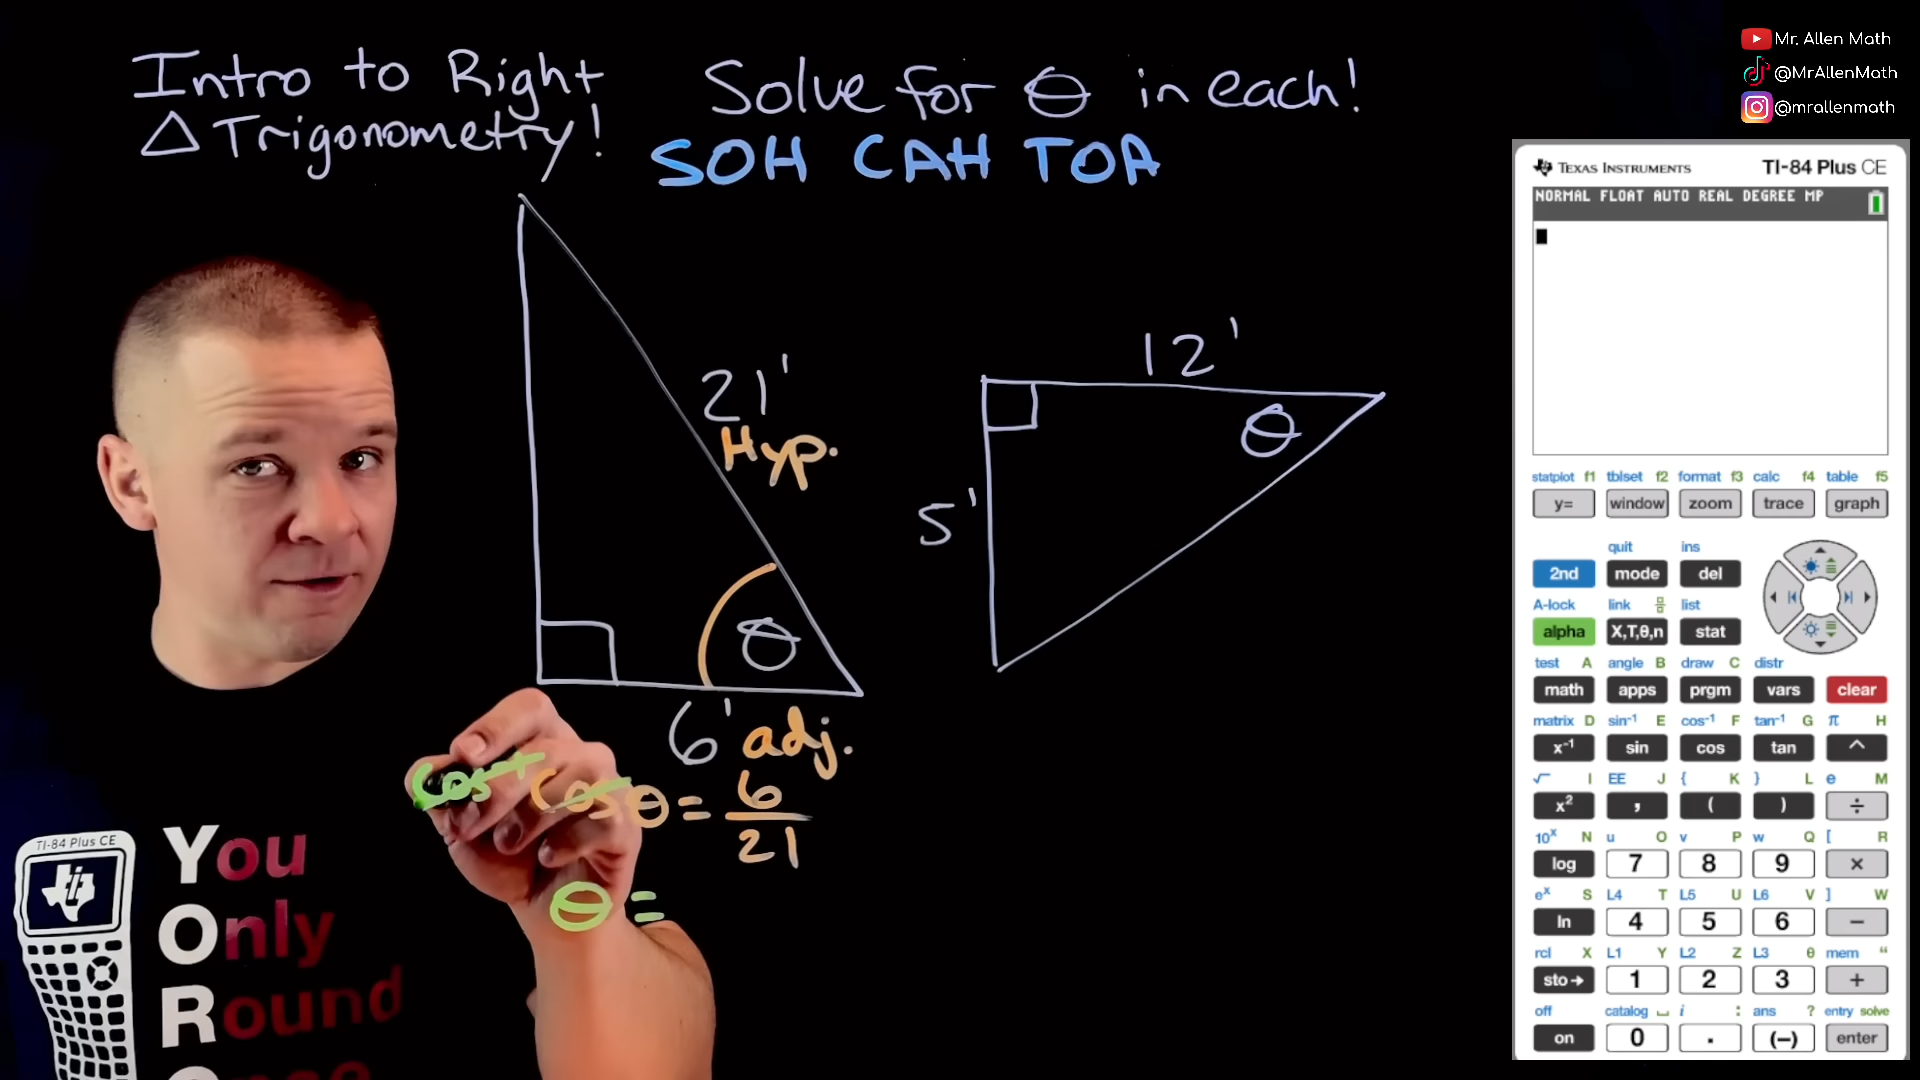 Intro to Right
△ Trigonometry!
Solve for θ in each!
SOH CAH TOA
21'
Hyp.
θ
6' adj.
cos⁻¹ cos θ = 6/21
θ =
12'
θ
5'
TI-84 Plus CE
You
Only
Round
Mr. Allen Math
@MrAllenMath
@mrallenmath
TEXAS INSTRUMENTS TI-84 Plus CE
NORMAL FLOAT AUTO REAL DEGREE MP
statplot f1 tblset f2 format f3 calc f4 table f5
y= window zoom trace graph
quit ins
2nd mode del
A-lock link list
alpha X,T,θ,n stat
test A angle B draw C distr
math apps prgm vars clear
matrix D sin⁻¹ E cos⁻¹ F tan⁻¹ G π H
x⁻¹ sin cos tan ^
√ I EE J { K } L e M
x² , ( ) ÷
10ˣ N u O v P w Q [ R
log 7 8 9 ×
eˣ S L4 T L5 U L6 V ] W
ln 4 5 6 −
rcl X L1 Y L2 Z L3 θ mem "
sto→ 1 2 3 +
off catalog ⎵ i : ans ? entry solve
on 0 . (−) enter